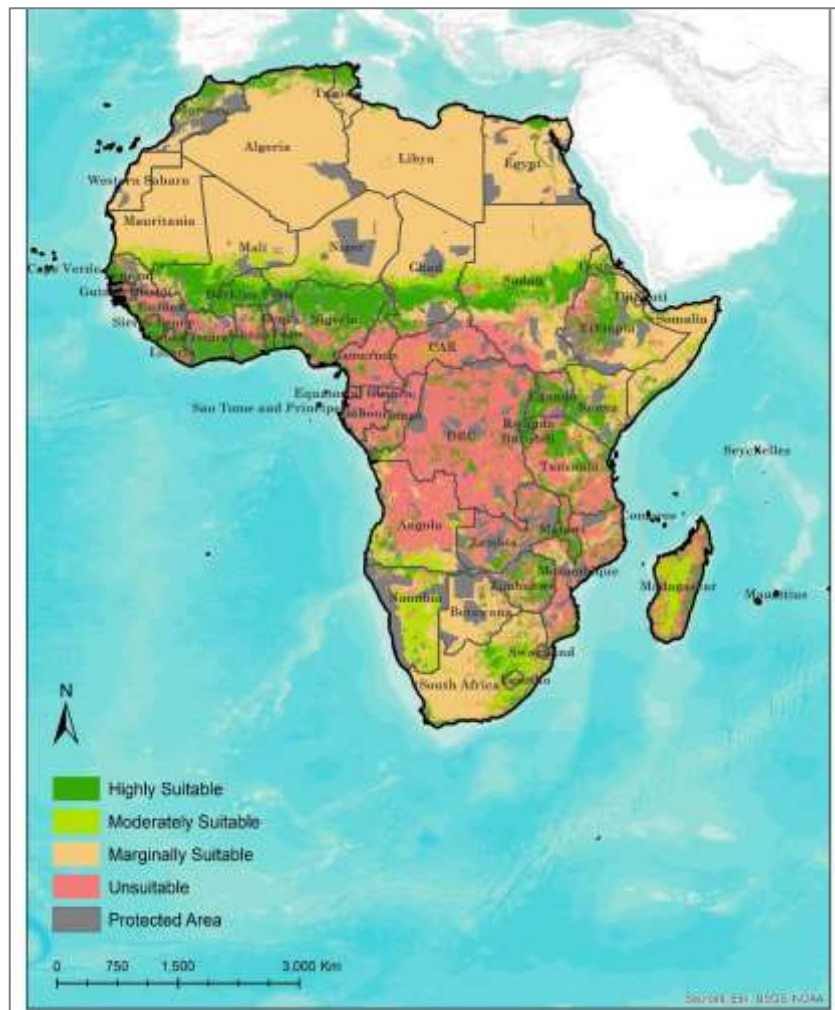 Algeria
Libya
Egypt
Western Sahara
Mauritania
Mali
Niger
Chad
Cape Verde
Sudan
Burkina Faso
Nigeria
Ethiopia
Somalia
CAR
Cameroon
Equatorial Guinea
Sao Tome and Principe
DRC
Uganda
Kenya
Rwanda
Burundi
Tanzania
Seychelles
Comoros
Angola
Malawi
Zambia
Mozambique
Zimbabwe
Madagascar
Mauritius
Namibia
Botswana
Swaziland
South Africa
Lesotho
N
Highly Suitable
Moderately Suitable
Marginally Suitable
Unsuitable
Protected Area
0 750 1,500 3,000 Km
Sources: Esri, USGS, NOAA